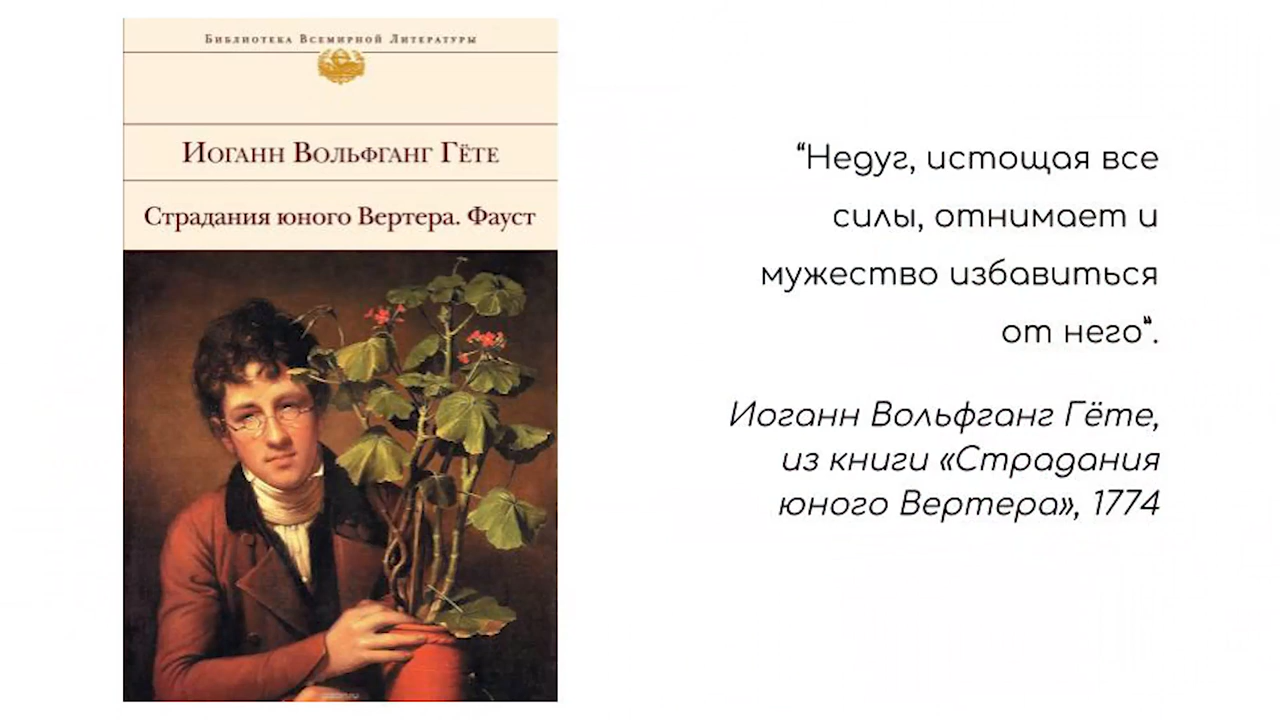 Библиотека Всемирной Литературы
Иоганн Вольфганг Гёте
Страдания юного Вертера. Фауст
“Недуг, истощая все
силы, отнимает и
мужество избавиться
от него”.
Иоганн Вольфганг Гёте,
из книги «Страдания
юного Вертера», 1774